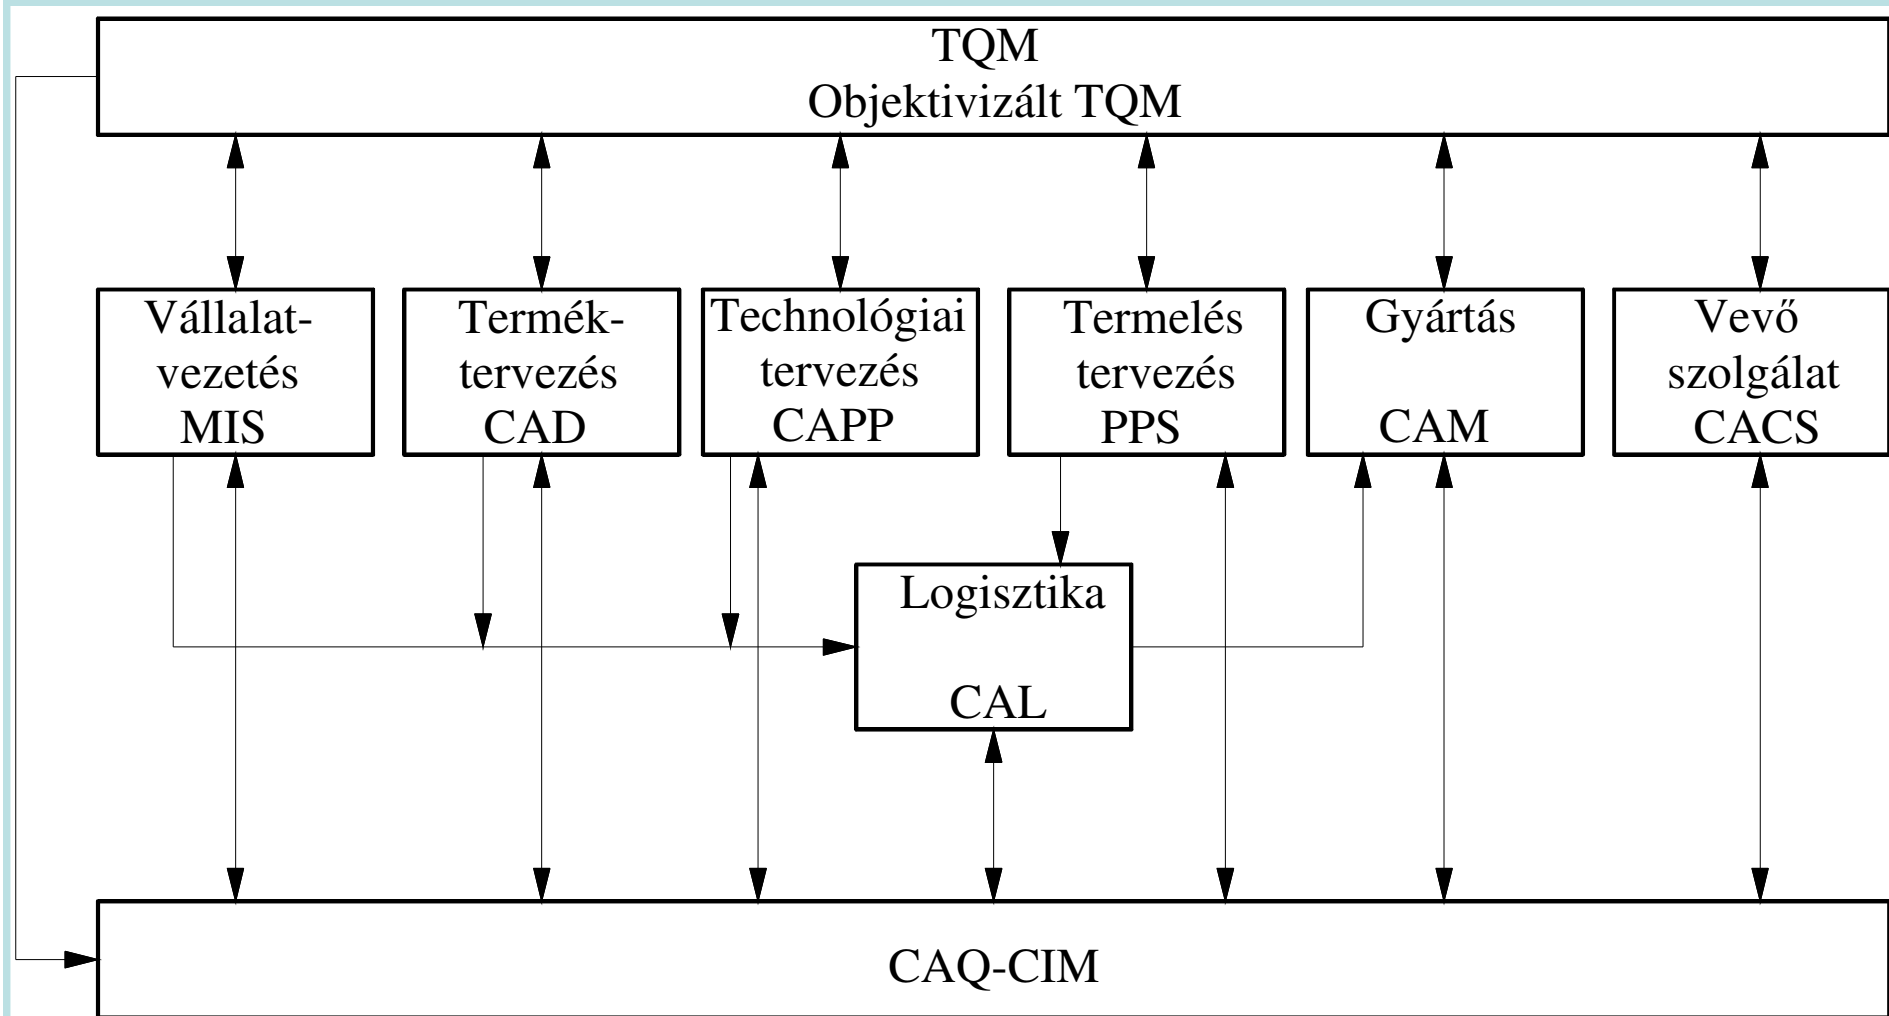 TQM
Objektivizált TQM
Vállalat-
vezetés
MIS
Termék-
tervezés
CAD
Technológiai
tervezés
CAPP
Termelés
tervezés
PPS
Gyártás
CAM
Vevő
szolgálat
CACS
Logisztika
CAL
CAQ-CIM